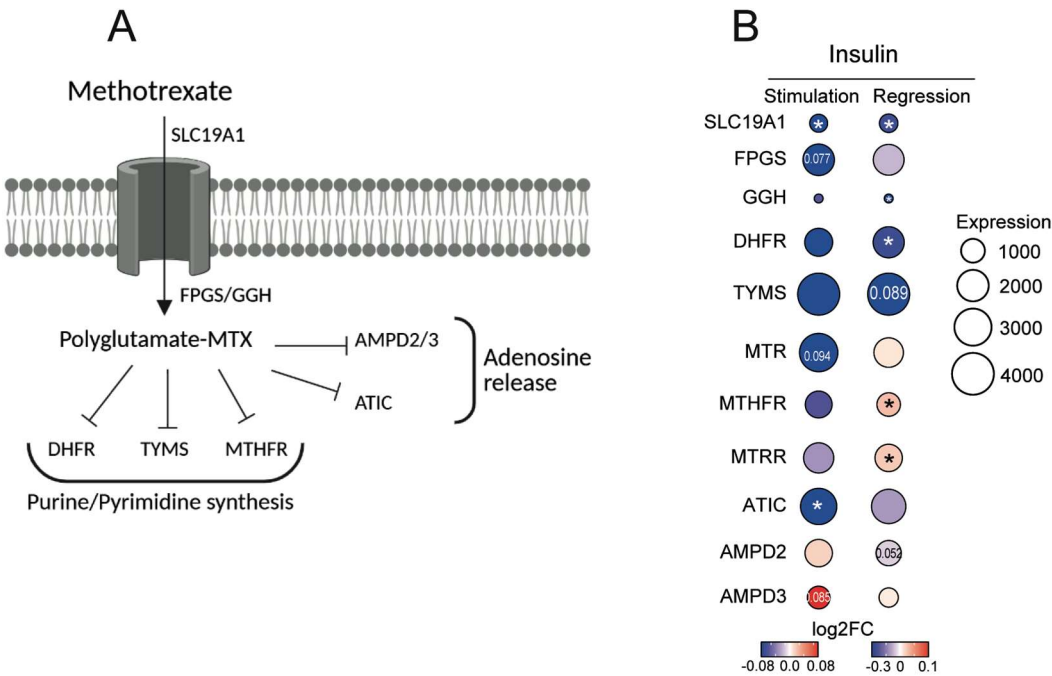 A
Methotrexate
SLC19A1
FPGS/GGH
Polyglutamate-MTX
AMPD2/3
ATIC
Adenosine
release
DHFR TYMS MTHFR
Purine/Pyrimidine synthesis
B
Insulin
Stimulation Regression
SLC19A1 * *
FPGS 0.077
GGH *
DHFR *
TYMS 0.089
MTR 0.094
MTHFR *
MTRR *
ATIC *
AMPD2 0.052
AMPD3 0.085
Expression
1000
2000
3000
4000
log2FC
-0.08 0.0 0.08 -0.3 0 0.1